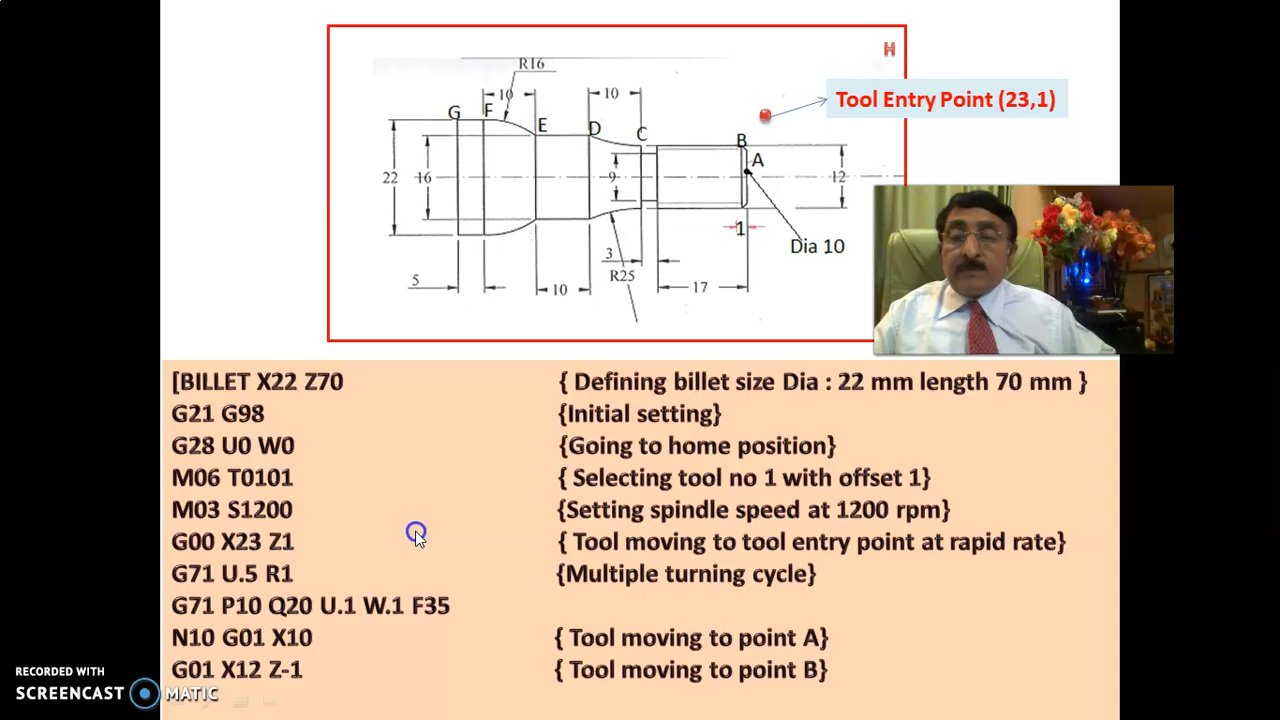 H
R16
Tool Entry Point (23,1)
10
10
G
F
E
D
C
B
A
22
16
9
12
1
Dia 10
3
R25
5
10
17
[BILLET X22 Z70 { Defining billet size Dia : 22 mm length 70 mm }
G21 G98 {Initial setting}
G28 U0 W0 {Going to home position}
M06 T0101 { Selecting tool no 1 with offset 1}
M03 S1200 {Setting spindle speed at 1200 rpm}
G00 X23 Z1 { Tool moving to tool entry point at rapid rate}
G71 U.5 R1 {Multiple turning cycle}
G71 P10 Q20 U.1 W.1 F35
N10 G01 X10 { Tool moving to point A}
G01 X12 Z-1 { Tool moving to point B}
RECORDED WITH
SCREENCAST MATIC